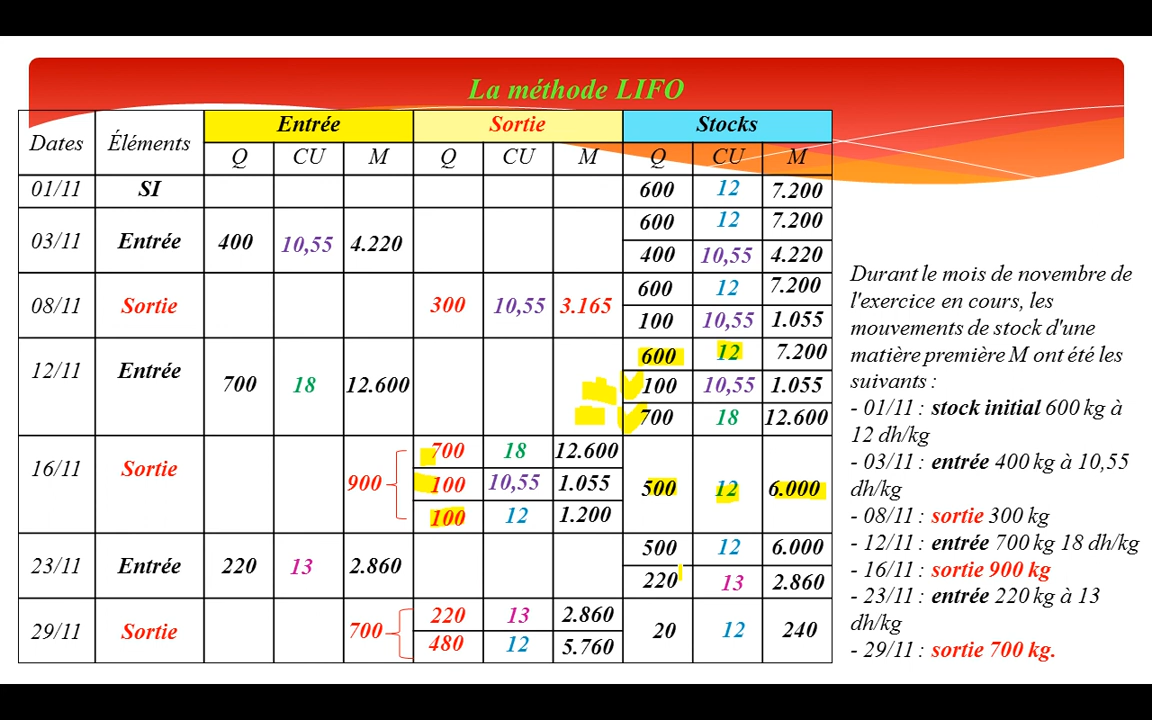 La méthode LIFO
Dates Éléments Entrée Sortie Stocks
Q CU M Q CU M Q CU M
01/11 SI 600 12 7.200
600 12 7.200
03/11 Entrée 400 10,55 4.220
400 10,55 4.220
600 12 7.200
08/11 Sortie 300 10,55 3.165
100 10,55 1.055
600 12 7.200
12/11 Entrée 700 18 12.600
100 10,55 1.055
700 18 12.600
700 18 12.600
16/11 Sortie 900 100 10,55 1.055 500 12 6.000
100 12 1.200
500 12 6.000
23/11 Entrée 220 13 2.860
220 13 2.860
220 13 2.860
29/11 Sortie 700 20 12 240
480 12 5.760
Durant le mois de novembre de
l'exercice en cours, les
mouvements de stock d'une
matière première M ont été les
suivants :
- 01/11 : stock initial 600 kg à
12 dh/kg
- 03/11 : entrée 400 kg à 10,55
dh/kg
- 08/11 : sortie 300 kg
- 12/11 : entrée 700 kg 18 dh/kg
- 16/11 : sortie 900 kg
- 23/11 : entrée 220 kg à 13
dh/kg
- 29/11 : sortie 700 kg.